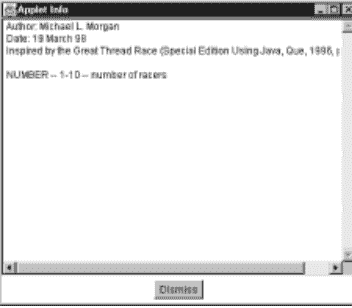 Applet Info
Author: Michael L. Morgan
Date: 19 March 98
Inspired by the Great Thread Race (Special Edition Using Java, Que, 1996, p
NUMBER -- 1-10 -- number of racers
Dismiss